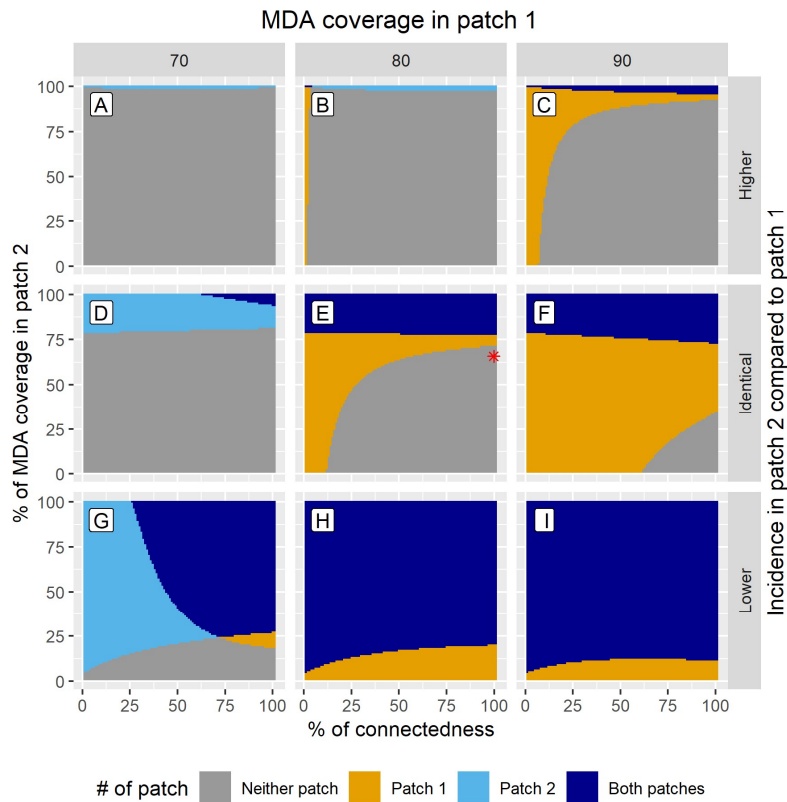 MDA coverage in patch 1
70 80 90
% of MDA coverage in patch 2
100
75
50
25
0
A B C
Higher
100
75
50
25
0
D E F
Identical
100
75
50
25
0
G H I
Lower
Incidence in patch 2 compared to patch 1
0 25 50 75 100 0 25 50 75 100 0 25 50 75 100
% of connectedness
# of patch Neither patch Patch 1 Patch 2 Both patches